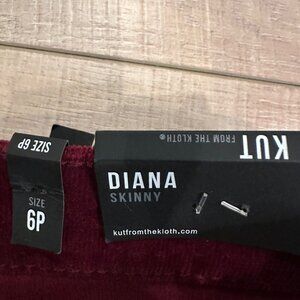 SIZE 6P
SIZE
6P
KUT
FROM THE KLOTH®
DIANA
SKINNY
kutfromthekloth.com